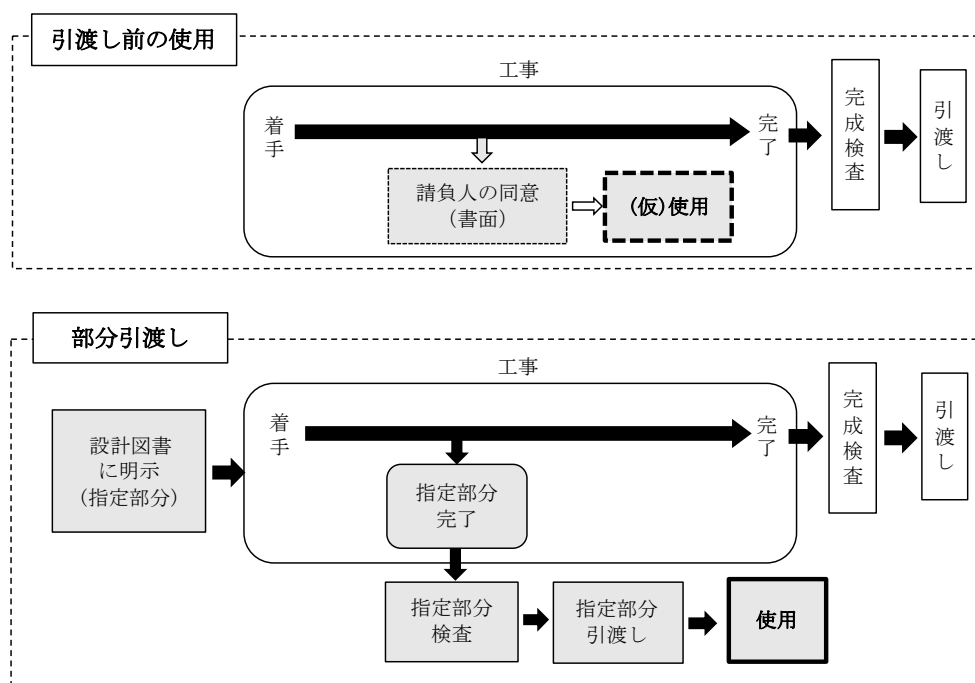 引渡し前の使用
工事
着手
完了
完成検査
引渡し
請負人の同意
(書面)
(仮)使用
部分引渡し
工事
設計図書
に明示
(指定部分)
着手
完了
完成検査
引渡し
指定部分
完了
指定部分
検査
指定部分
引渡し
使用